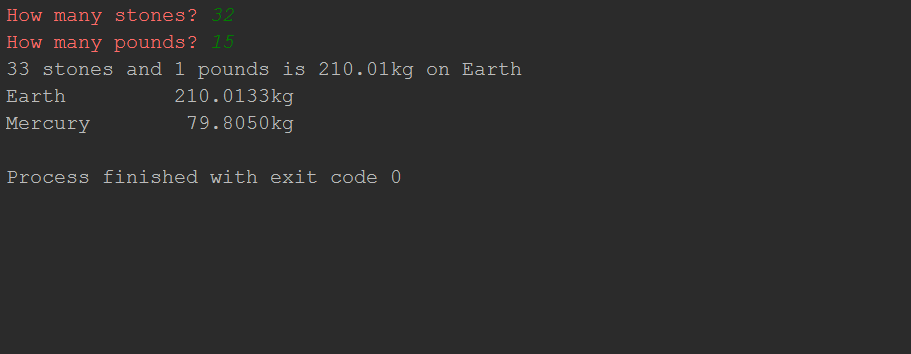 How many stones? 32
How many pounds? 15
33 stones and 1 pounds is 210.01kg on Earth
Earth         210.0133kg
Mercury        79.8050kg
Process finished with exit code 0